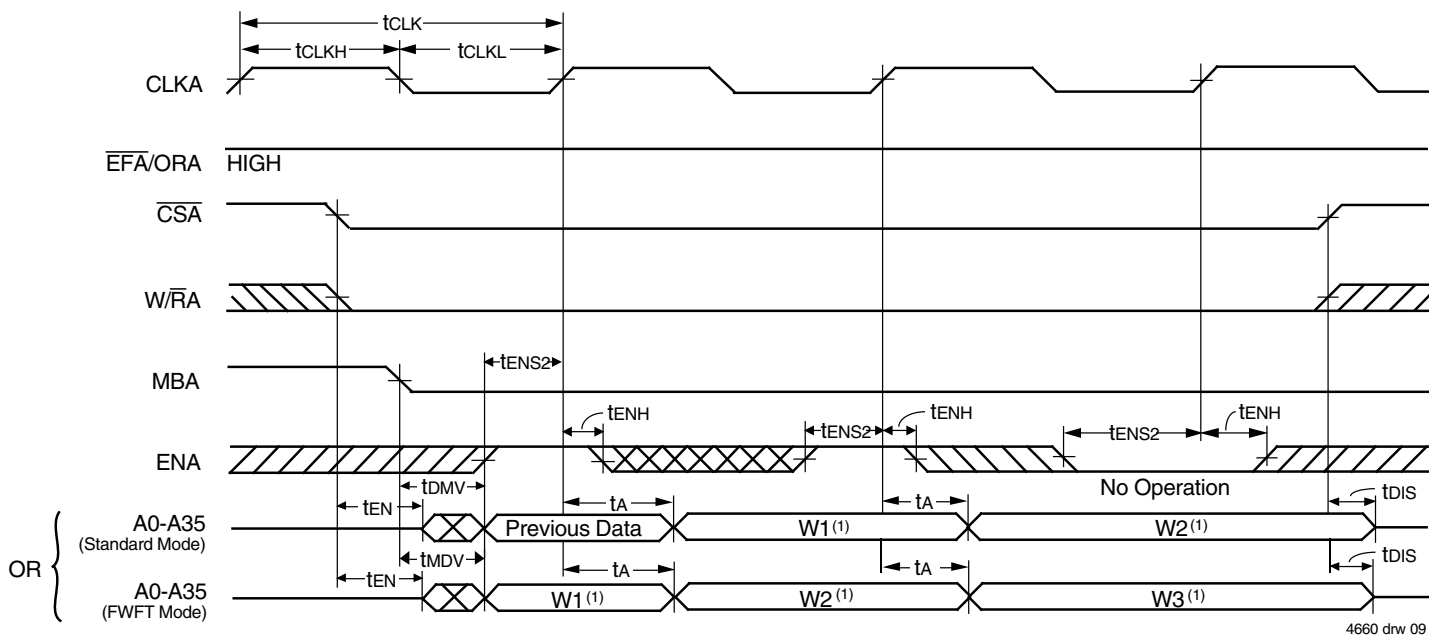 tCLK
tCLKH tCLKL
CLKA
EFA/ORA HIGH
CSA
W/RA
MBA
tENS2
tENH tENS2 tENH tENS2 tENH
ENA
No Operation
tDMV
tEN tA tA tDIS
A0-A35 Previous Data W1(1) W2(1)
(Standard Mode)
OR
tMDV
tEN tA tA tDIS
A0-A35 W1(1) W2(1) W3(1)
(FWFT Mode)
4660 drw 09